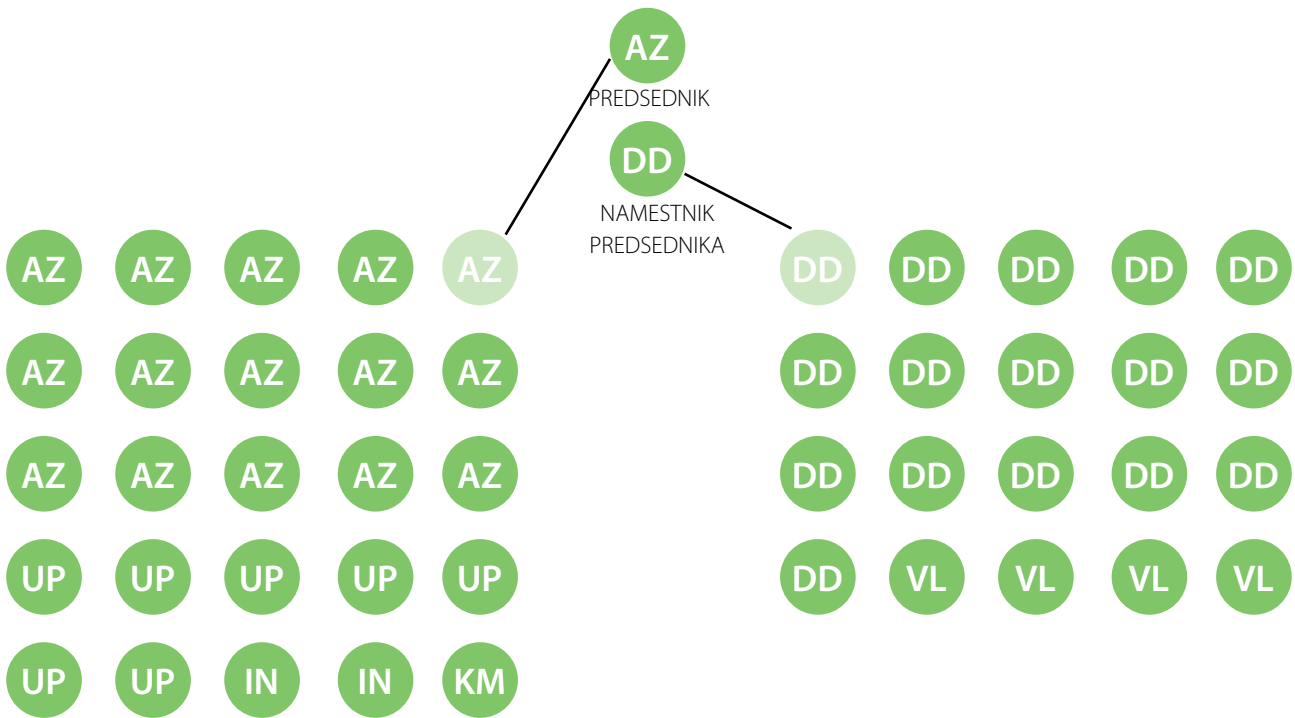 AZ
PREDSEDNIK
DD
NAMESTNIK
PREDSEDNIKA
AZ AZ AZ AZ AZ DD DD DD DD DD
AZ AZ AZ AZ AZ DD DD DD DD DD
AZ AZ AZ AZ AZ DD DD DD DD DD
UP UP UP UP UP DD VL VL VL VL
UP UP IN IN KM